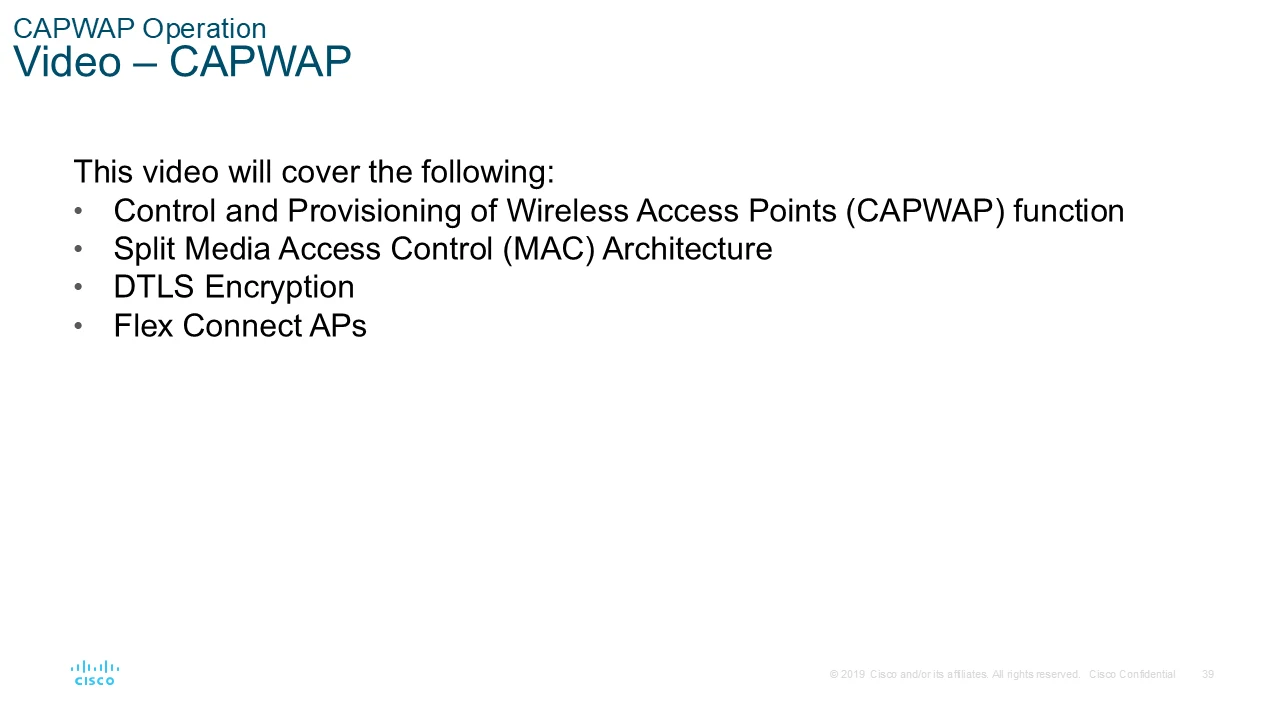 CAPWAP Operation
Video – CAPWAP
This video will cover the following:
• Control and Provisioning of Wireless Access Points (CAPWAP) function
• Split Media Access Control (MAC) Architecture
• DTLS Encryption
• Flex Connect APs
CISCO
© 2019 Cisco and/or its affiliates. All rights reserved. Cisco Confidential 39